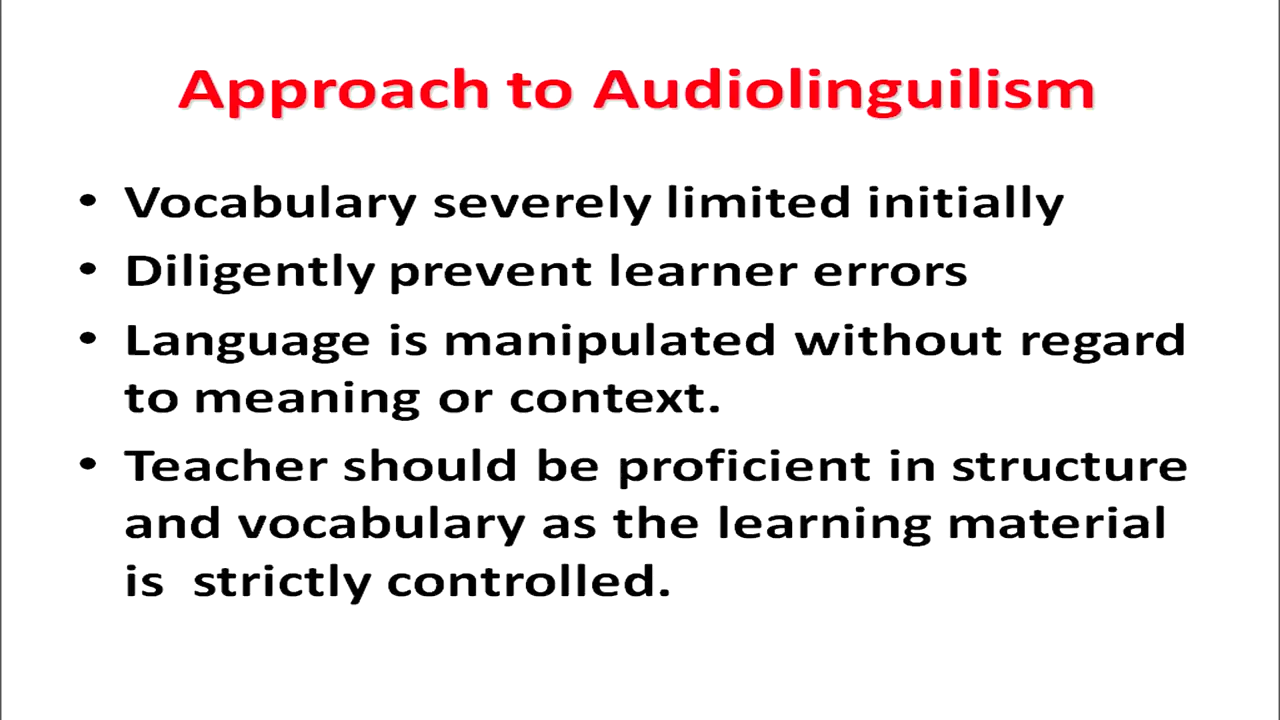 Approach to Audiolinguilism
• Vocabulary severely limited initially
• Diligently prevent learner errors
• Language is manipulated without regard
to meaning or context.
• Teacher should be proficient in structure
and vocabulary as the learning material
is  strictly controlled.